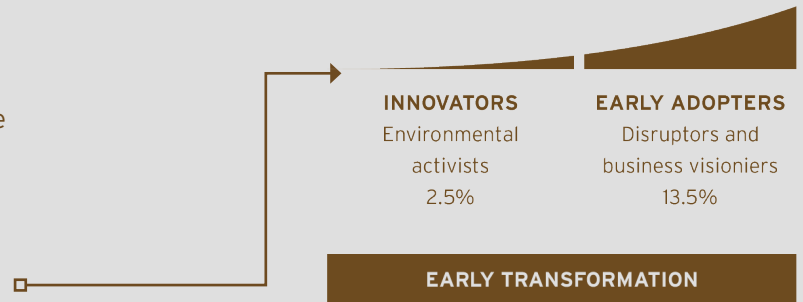 e
INNOVATORS
Environmental
activists
2.5%
EARLY ADOPTERS
Disruptors and
business visioniers
13.5%
EARLY TRANSFORMATION